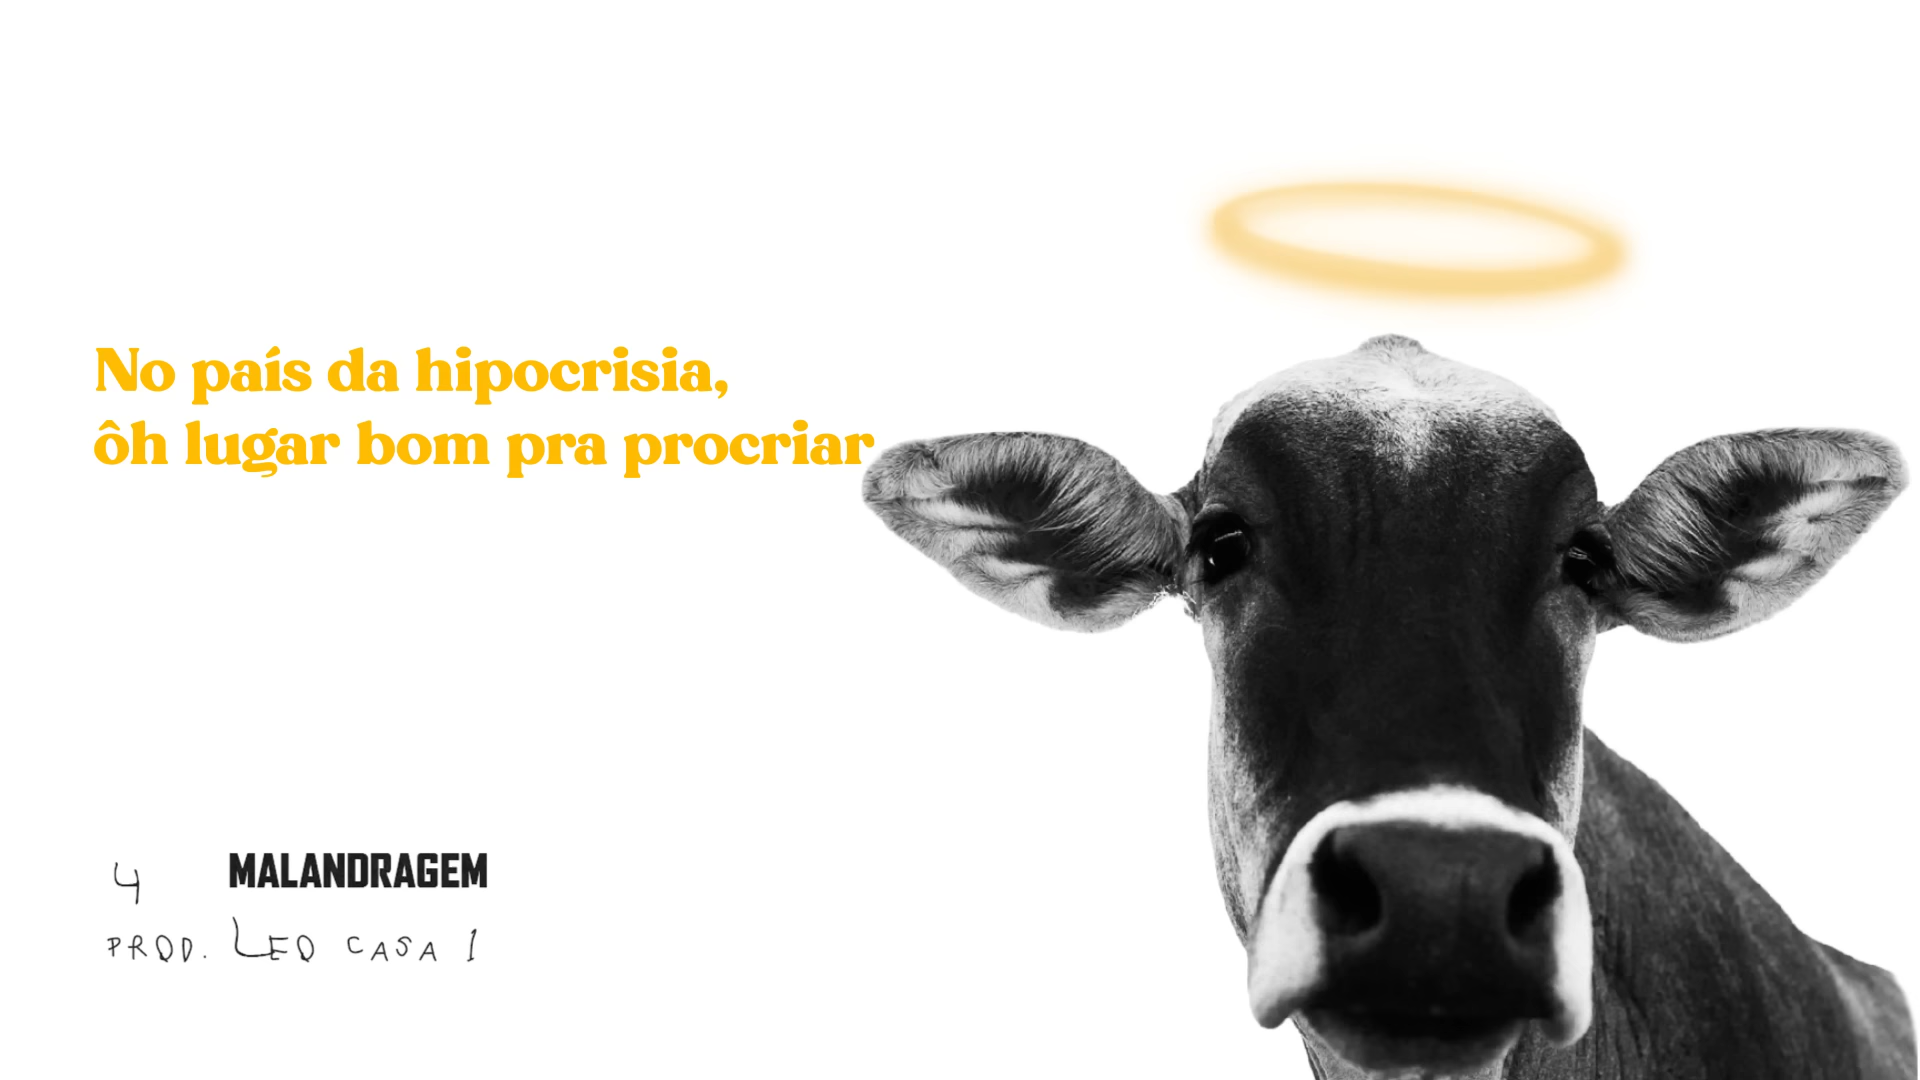 No país da hipocrisia,
ôh lugar bom pra procriar
4 MALANDRAGEM
PROD. LEO CASA 1